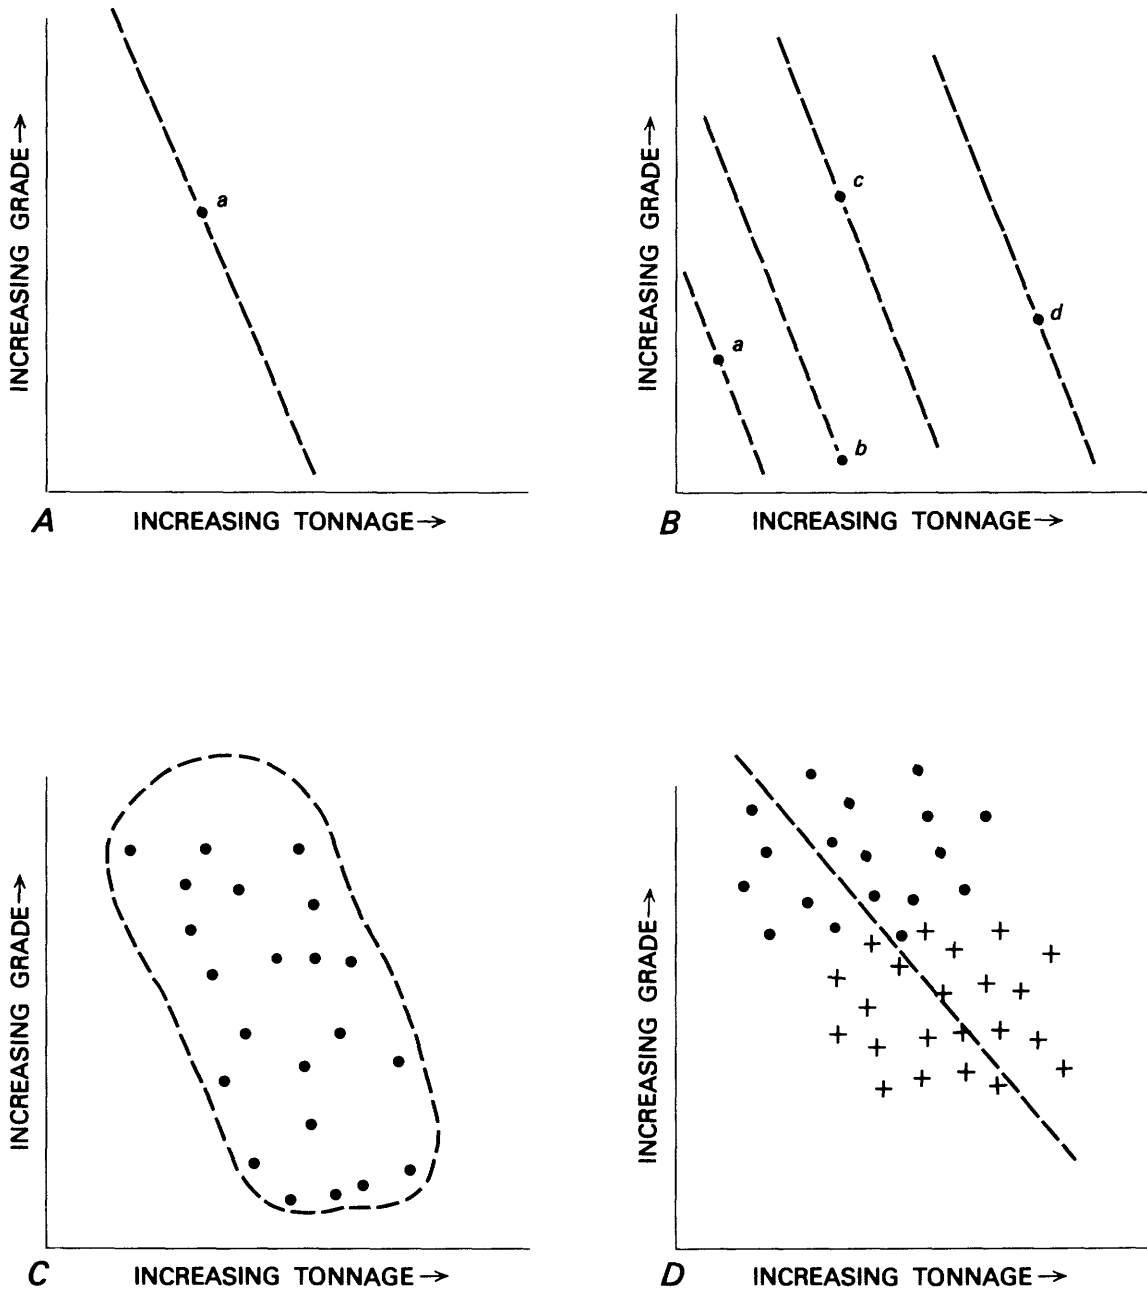 INCREASING GRADE→
a
A
INCREASING TONNAGE→
INCREASING GRADE→
c
d
a
b
B
INCREASING TONNAGE→
INCREASING GRADE→
C
INCREASING TONNAGE→
INCREASING GRADE→
D
INCREASING TONNAGE→